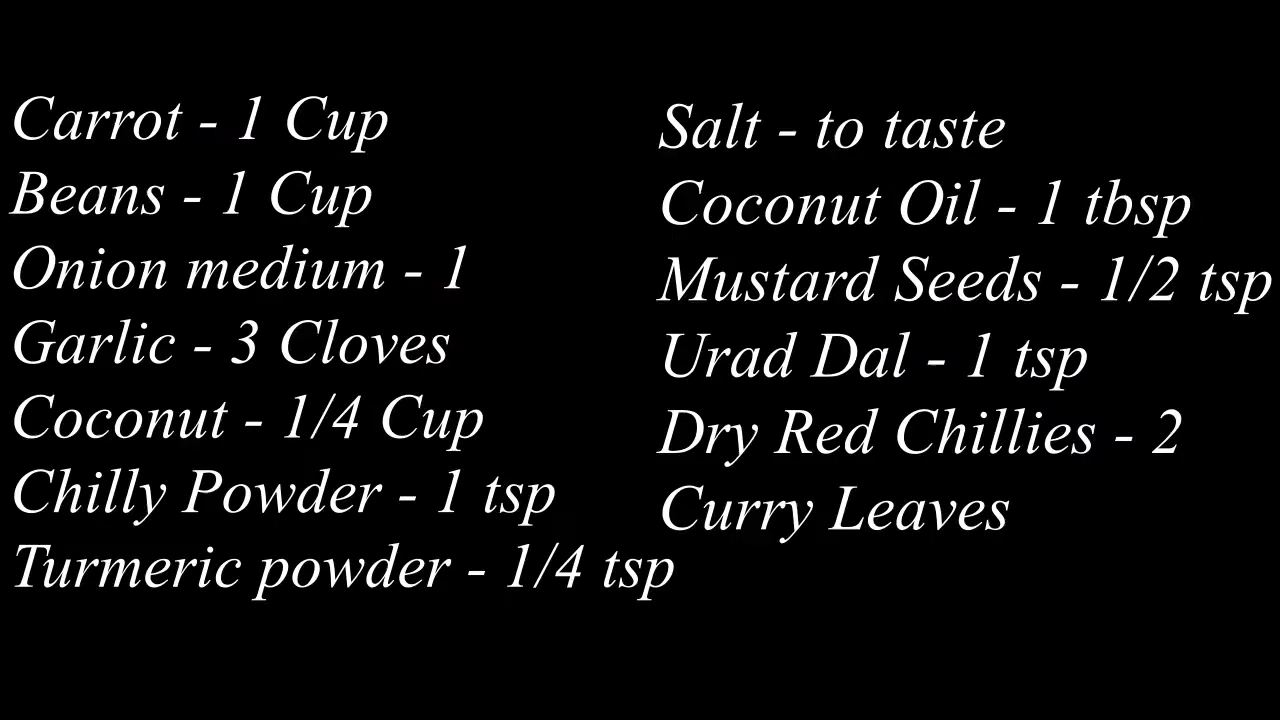 Carrot - 1 Cup
Beans - 1 Cup
Onion medium - 1
Garlic - 3 Cloves
Coconut - 1/4 Cup
Chilly Powder - 1 tsp
Turmeric powder - 1/4 tsp
Salt - to taste
Coconut Oil - 1 tbsp
Mustard Seeds - 1/2 tsp
Urad Dal - 1 tsp
Dry Red Chillies - 2
Curry Leaves